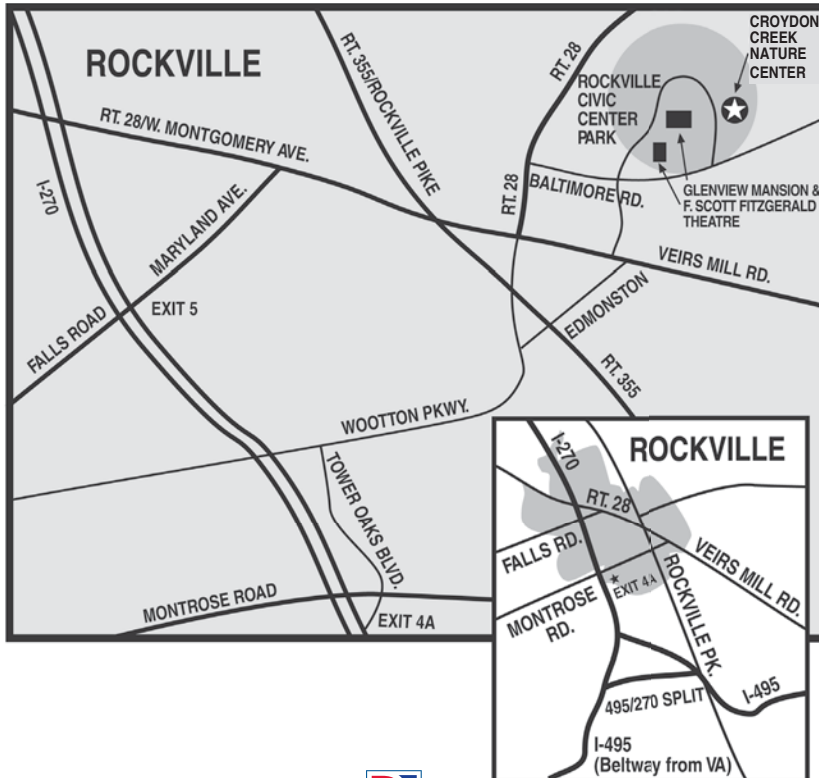 ROCKVILLE
CROYDON
CREEK
NATURE
CENTER
RT. 28
RT. 355/ROCKVILLE PIKE
ROCKVILLE
CIVIC
CENTER
PARK
RT. 28/W. MONTGOMERY AVE.
I-270
MARYLAND AVE.
RT. 28
BALTIMORE RD.
GLENVIEW MANSION &
F. SCOTT FITZGERALD
THEATRE
VEIRS MILL RD.
EDMONSTON
EXIT 5
FALLS ROAD
RT. 355
WOOTTON PKWY.
TOWER OAKS BLVD.
MONTROSE ROAD
EXIT 4A
ROCKVILLE
I-270
RT. 28
FALLS RD.
VEIRS MILL RD.
EXIT 4A
MONTROSE
RD.
ROCKVILLE PK.
495/270 SPLIT
I-495
I-495
(Beltway from VA)